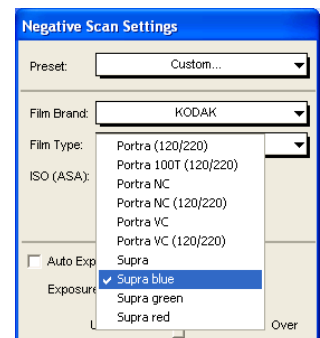 Negative Scan Settings
Preset: Custom...
Film Brand: KODAK
Film Type:
Portra (120/220)
Portra 100T (120/220)
ISO (ASA):
Portra NC
Portra NC (120/220)
Portra VC
Portra VC (120/220)
Auto Exp
Supra
Supra blue
Exposure
Supra green
Supra red
U
Over